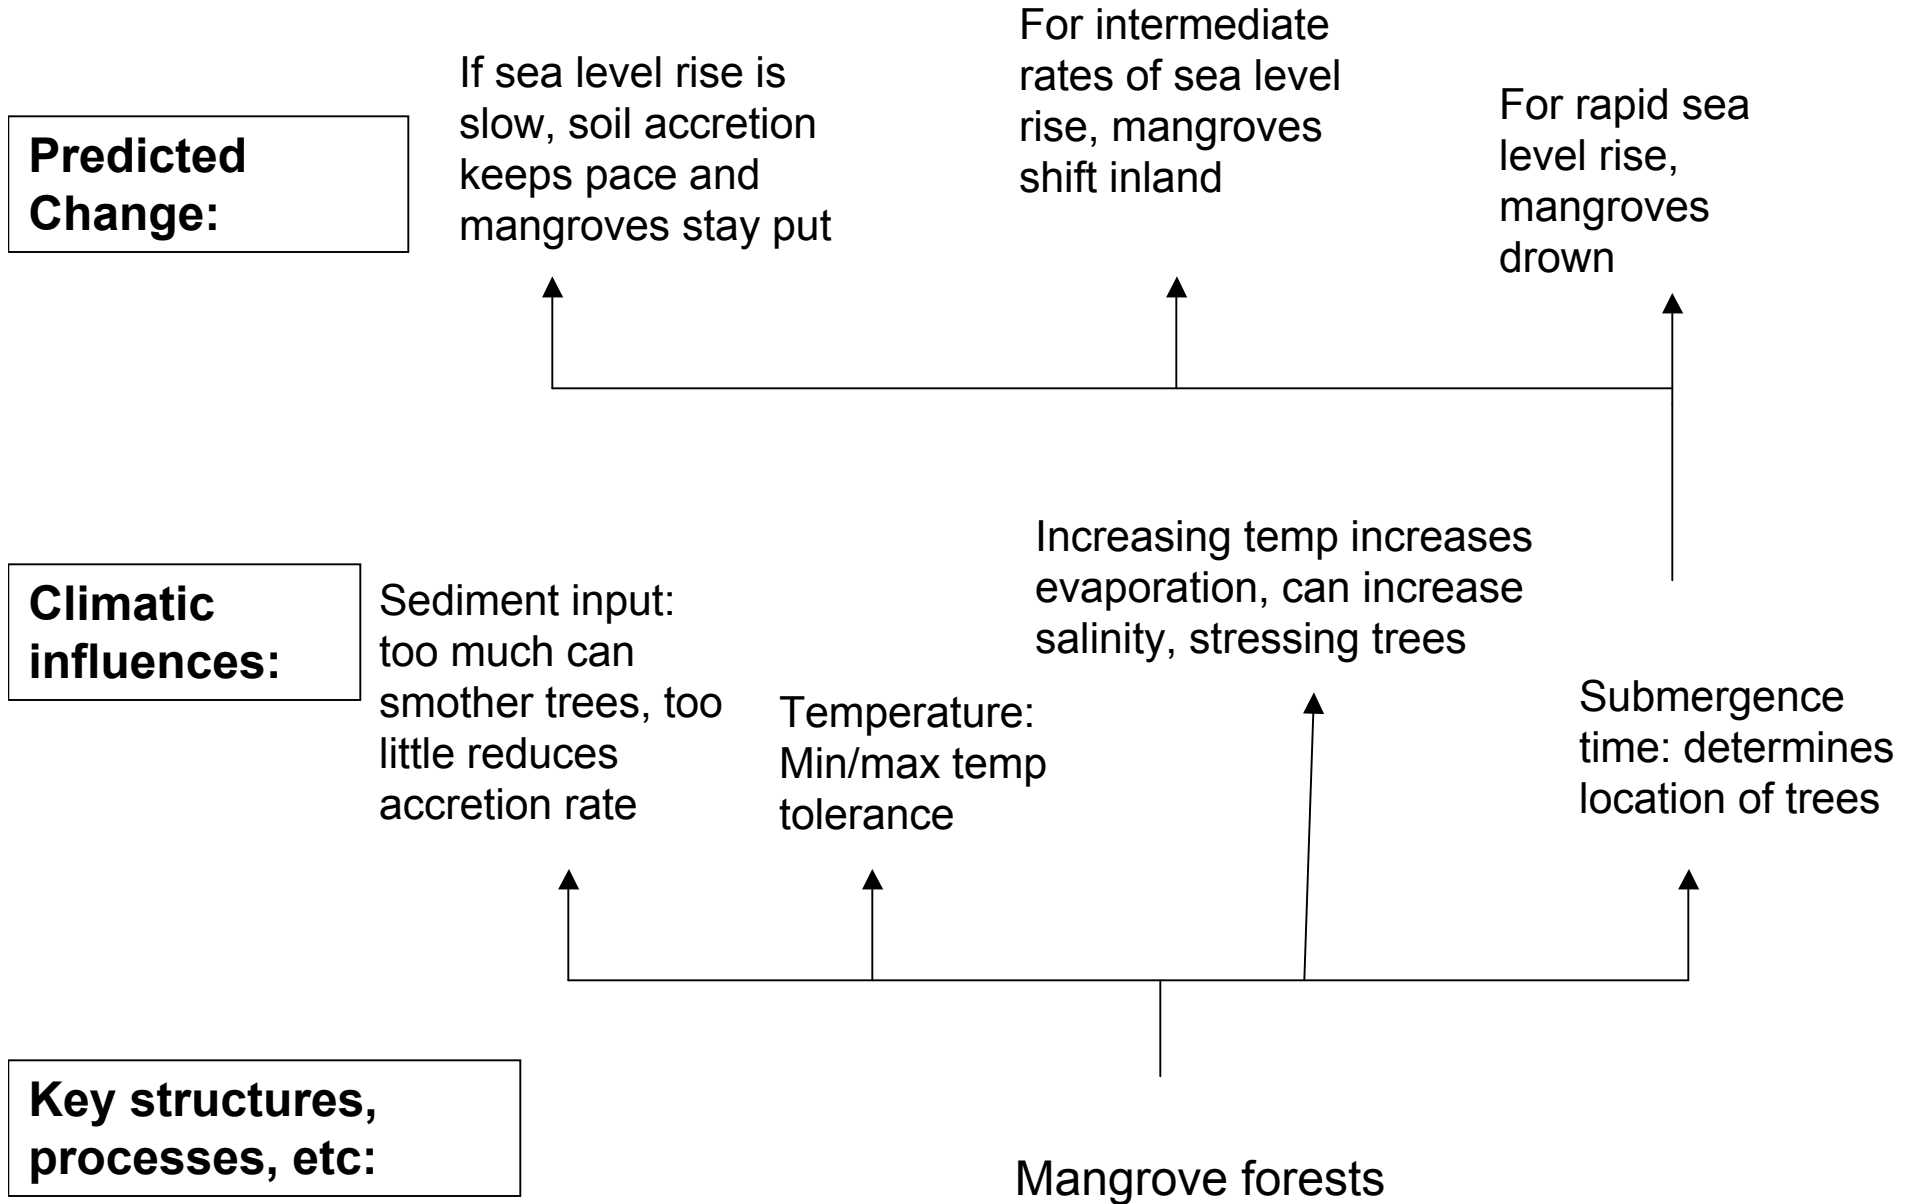 Predicted
Change:
If sea level rise is
slow, soil accretion
keeps pace and
mangroves stay put
For intermediate
rates of sea level
rise, mangroves
shift inland
For rapid sea
level rise,
mangroves
drown
Climatic
influences:
Sediment input:
too much can
smother trees, too
little reduces
accretion rate
Temperature:
Min/max temp
tolerance
Increasing temp increases
evaporation, can increase
salinity, stressing trees
Submergence
time: determines
location of trees
Key structures,
processes, etc:
Mangrove forests